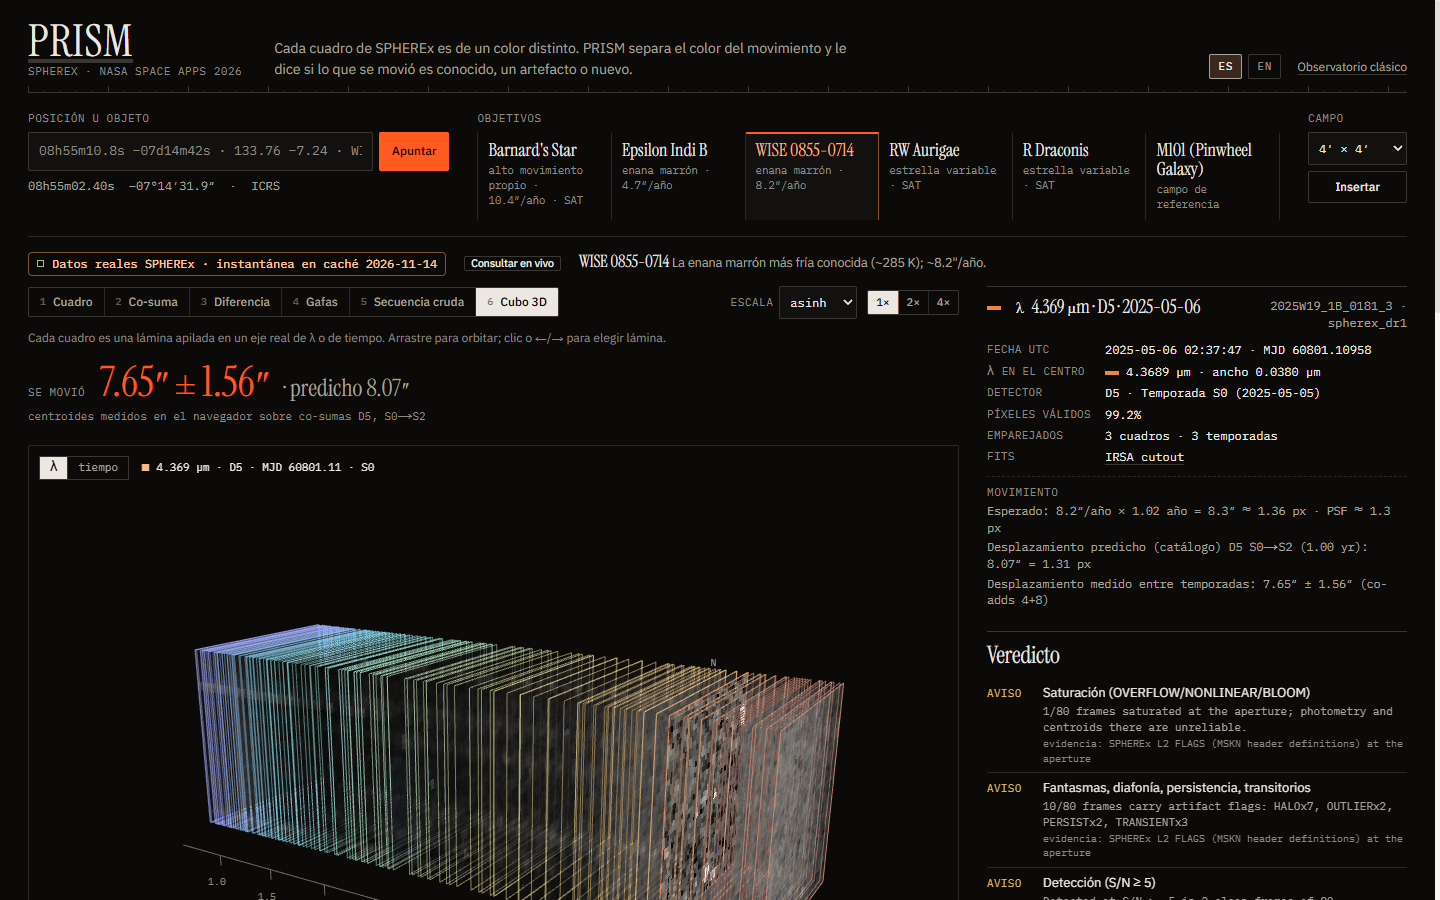 PRISM
SPHEREX · NASA SPACE APPS 2026
Cada cuadro de SPHEREx es de un color distinto. PRISM separa el color del movimiento y le
dice si lo que se movió es conocido, un artefacto o nuevo.
ES
EN
Observatorio clásico
POSICIÓN U OBJETO
08h55m10.8s −07d14m42s · 133.76 −7.24 · W
Apuntar
08h55m02.40s −07°14′31.9″ · ICRS
OBJETIVOS
Barnard's Star
alto movimiento
propio ·
10.4″/año · SAT
Epsilon Indi B
enana marrón ·
4.7″/año
WISE 0855-0714
enana marrón ·
8.2″/año
RW Aurigae
estrella variable
· SAT
R Draconis
estrella variable
· SAT
M101 (Pinwheel
Galaxy)
campo de
referencia
CAMPO
4′ × 4′
Insertar
Datos reales SPHEREx · instantánea en caché 2026-11-14
Consultar en vivo
WISE 0855-0714 La enana marrón más fría conocida (~285 K); ~8.2″/año.
1 Cuadro
2 Co-suma
3 Diferencia
4 Gafas
5 Secuencia cruda
6 Cubo 3D
ESCALA
asinh
1×
2×
4×
Cada cuadro es una lámina apilada en un eje real de λ o de tiempo. Arrastre para orbitar; clic o ←/→ para elegir lámina.
SE MOVIÓ 7.65″ ± 1.56″ · predicho 8.07″
centroides medidos en el navegador sobre co-sumas D5, S0→S2
λ
tiempo
4.369 µm · D5 · MJD 60801.11 · S0
N
1.0
1.5
λ 4.369 µm · D5 · 2025-05-06
2025W19_1B_0181_3 ·
spherex_dr1
FECHA UTC 2025-05-06 02:37:47 · MJD 60801.10958
λ EN EL CENTRO 4.3689 µm · ancho 0.0380 µm
DETECTOR D5 · Temporada S0 (2025-05-05)
PÍXELES VÁLIDOS 99.2%
EMPAREJADOS 3 cuadros · 3 temporadas
FITS IRSA cutout
MOVIMIENTO
Esperado: 8.2″/año × 1.02 año = 8.3″ ≈ 1.36 px · PSF ≈ 1.3
px
Desplazamiento predicho (catálogo) D5 S0→S2 (1.00 yr):
8.07″ = 1.31 px
Desplazamiento medido entre temporadas: 7.65″ ± 1.56″ (co-
adds 4+8)
Veredicto
AVISO
Saturación (OVERFLOW/NONLINEAR/BLOOM)
1/80 frames saturated at the aperture; photometry and
centroids there are unreliable.
evidencia: SPHEREx L2 FLAGS (MSKN header definitions) at the
aperture
AVISO
Fantasmas, diafonía, persistencia, transitorios
10/80 frames carry artifact flags: HALOx7, OUTLIERx2,
PERSISTx2, TRANSIENTx3
evidencia: SPHEREx L2 FLAGS (MSKN header definitions) at the
aperture
AVISO
Detección (S/N ≥ 5)